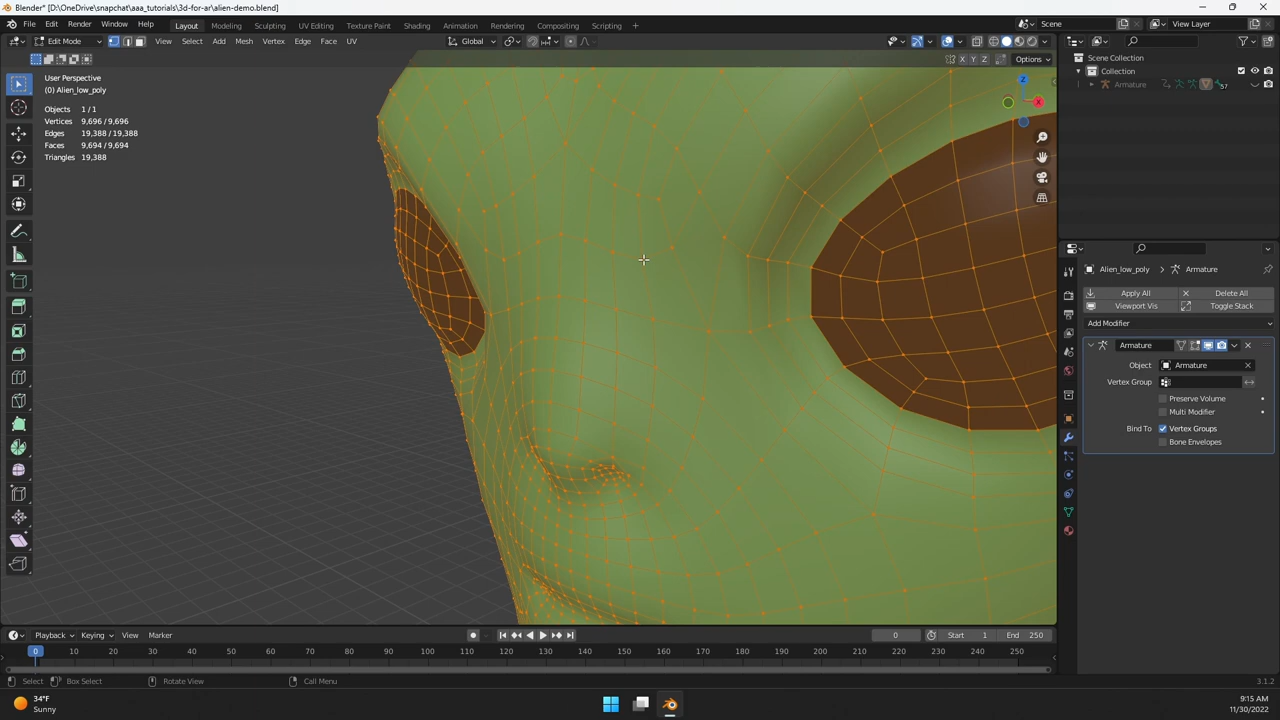 Blender* [D:\OneDrive\snapchat\aaa_tutorials\3d-for-ar\alien-demo.blend]
File Edit Render Window Help Layout Modeling Sculpting UV Editing Texture Paint Shading Animation Rendering Compositing Scripting + Scene View Layer
Edit Mode View Select Add Mesh Vertex Edge Face UV Global
X Y Z Options
User Perspective
(0) Alien_low_poly
Objects 1 / 1
Vertices 9,696 / 9,696
Edges 19,388 / 19,388
Faces 9,694 / 9,694
Triangles 19,388
Z
X
Scene Collection
Collection
Armature 57
Alien_low_poly > Armature
Apply All Delete All
Viewport Vis Toggle Stack
Add Modifier
Armature
Object Armature
Vertex Group
Preserve Volume
Multi Modifier
Bind To Vertex Groups
Bone Envelopes
Playback Keying View Marker 0 Start 1 End 250
0 10 20 30 40 50 60 70 80 90 100 110 120 130 140 150 160 170 180 190 200 210 220 230 240 250
Select Box Select Rotate View Call Menu 3.1.2
34°F
Sunny
9:15 AM
11/30/2022